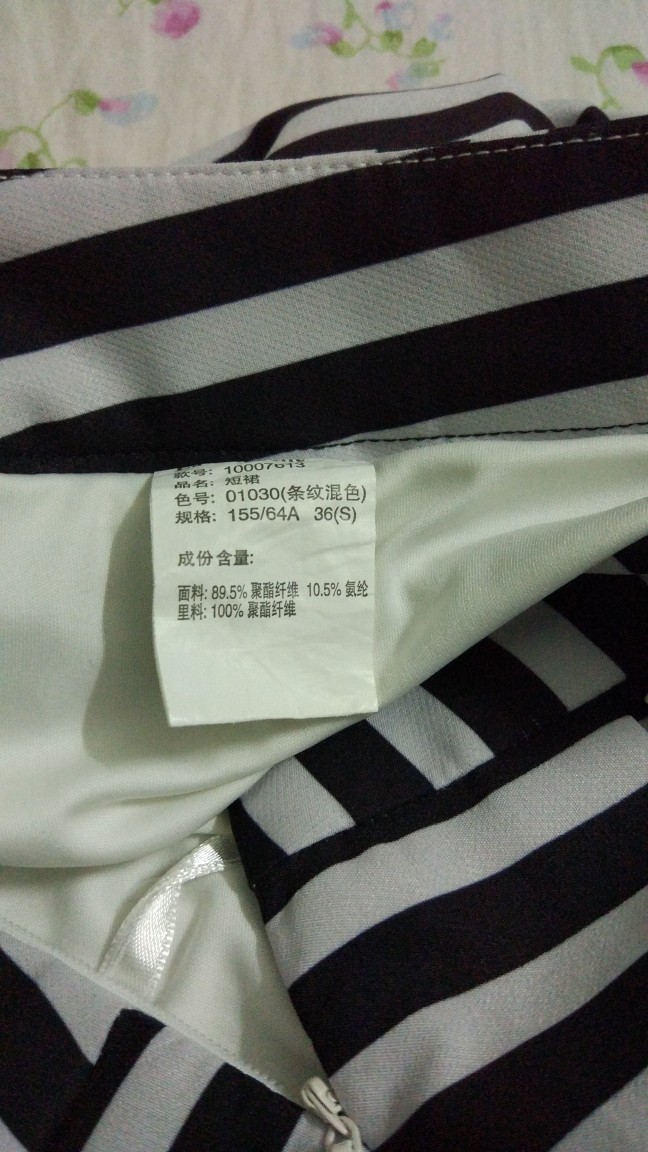 款号: 10007613
品名: 短裙
色号: 01030(条纹混色)
规格: 155/64A 36(S)
成份含量:
面料: 89.5% 聚酯纤维 10.5% 氨纶
里料: 100% 聚酯纤维